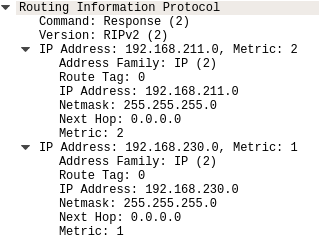 Routing Information Protocol
Command: Response (2)
Version: RIPv2 (2)
IP Address: 192.168.211.0, Metric: 2
Address Family: IP (2)
Route Tag: 0
IP Address: 192.168.211.0
Netmask: 255.255.255.0
Next Hop: 0.0.0.0
Metric: 2
IP Address: 192.168.230.0, Metric: 1
Address Family: IP (2)
Route Tag: 0
IP Address: 192.168.230.0
Netmask: 255.255.255.0
Next Hop: 0.0.0.0
Metric: 1